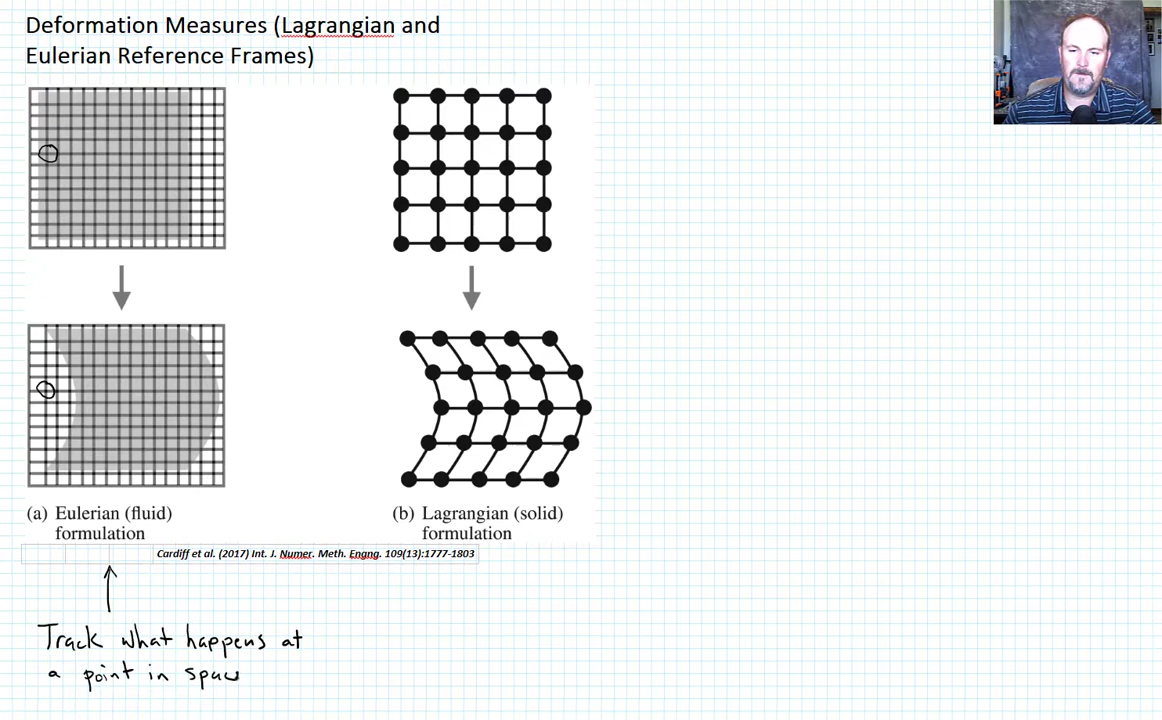 Deformation Measures (Lagrangian and
Eulerian Reference Frames)
(a) Eulerian (fluid)
formulation
(b) Lagrangian (solid)
formulation
Cardiff et al. (2017) Int. J. Numer. Meth. Engng. 109(13):1777-1803
Track what happens at
a point in space